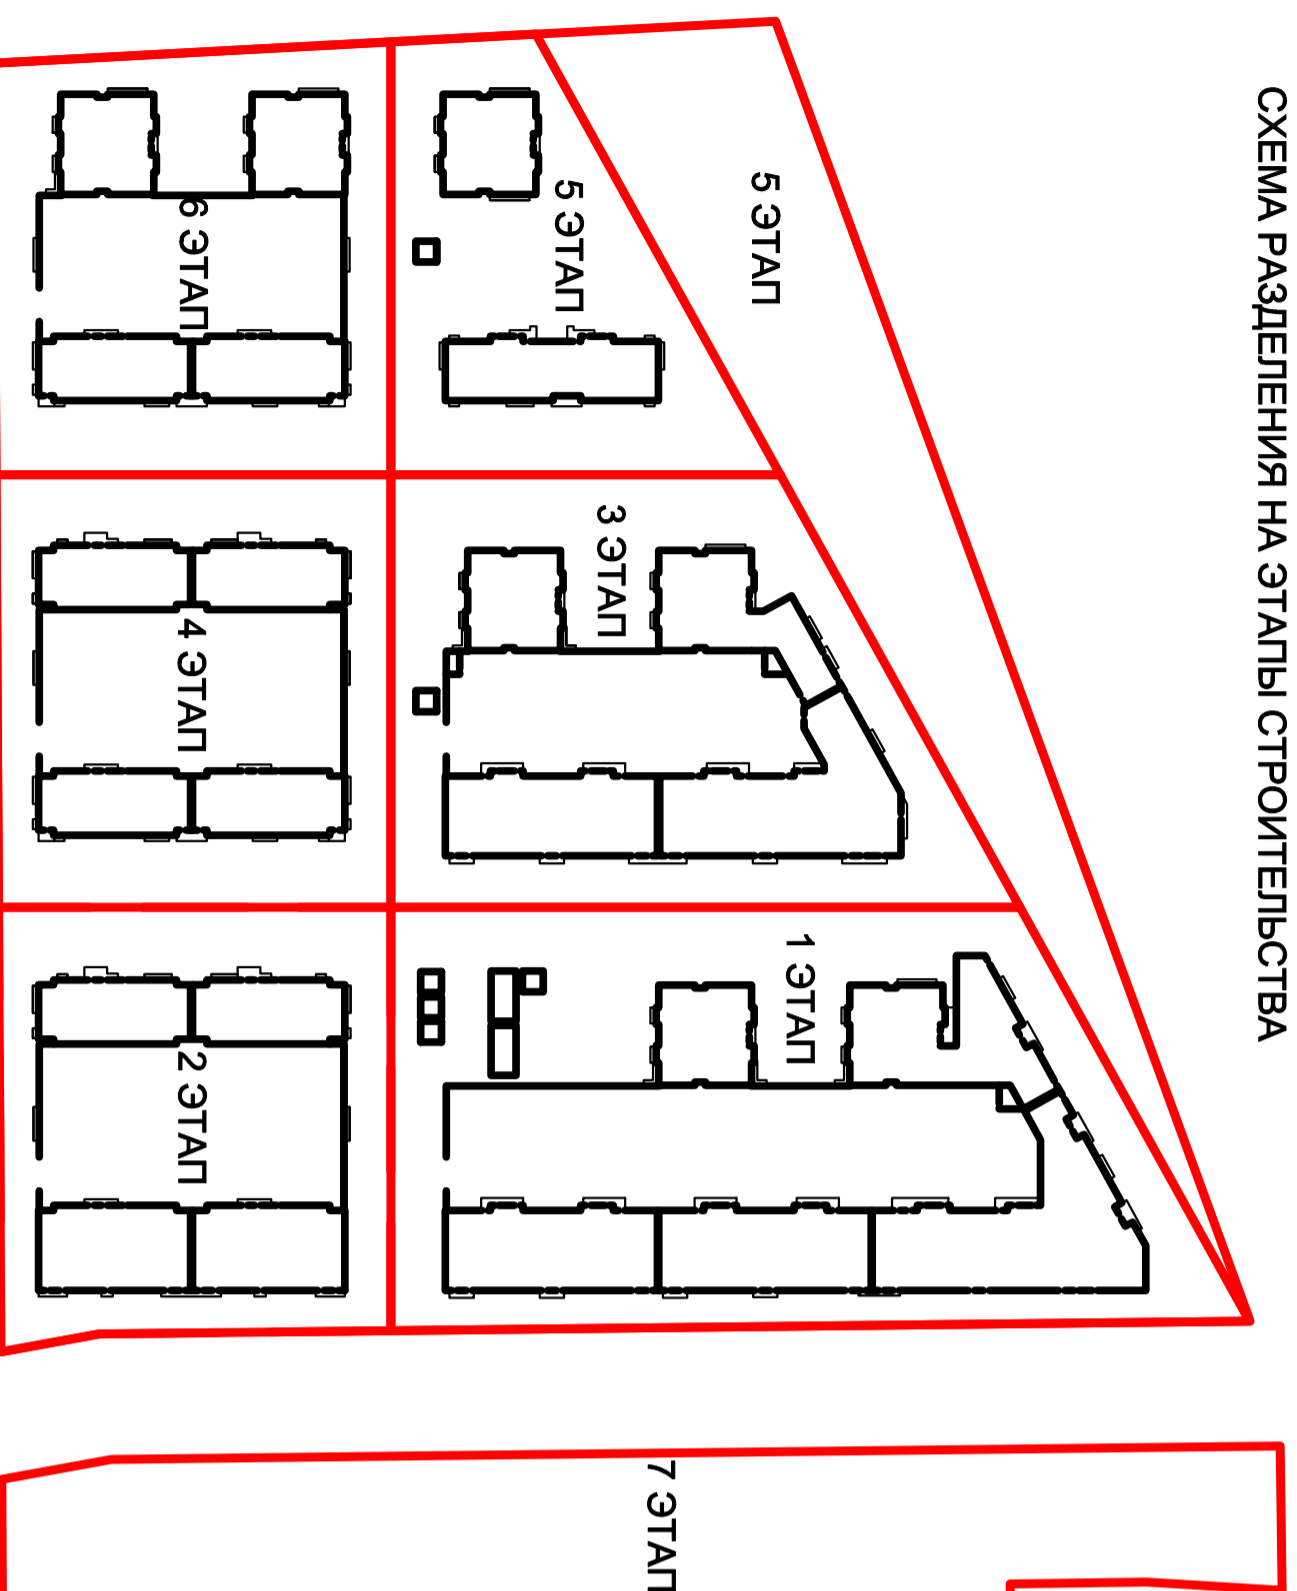 СХЕМА РАЗДЕЛЕНИЯ НА ЭТАПЫ СТРОИТЕЛЬСТВА
5 ЭТАП
5 ЭТАП
6 ЭТАП
3 ЭТАП
4 ЭТАП
1 ЭТАП
2 ЭТАП
7 ЭТАП